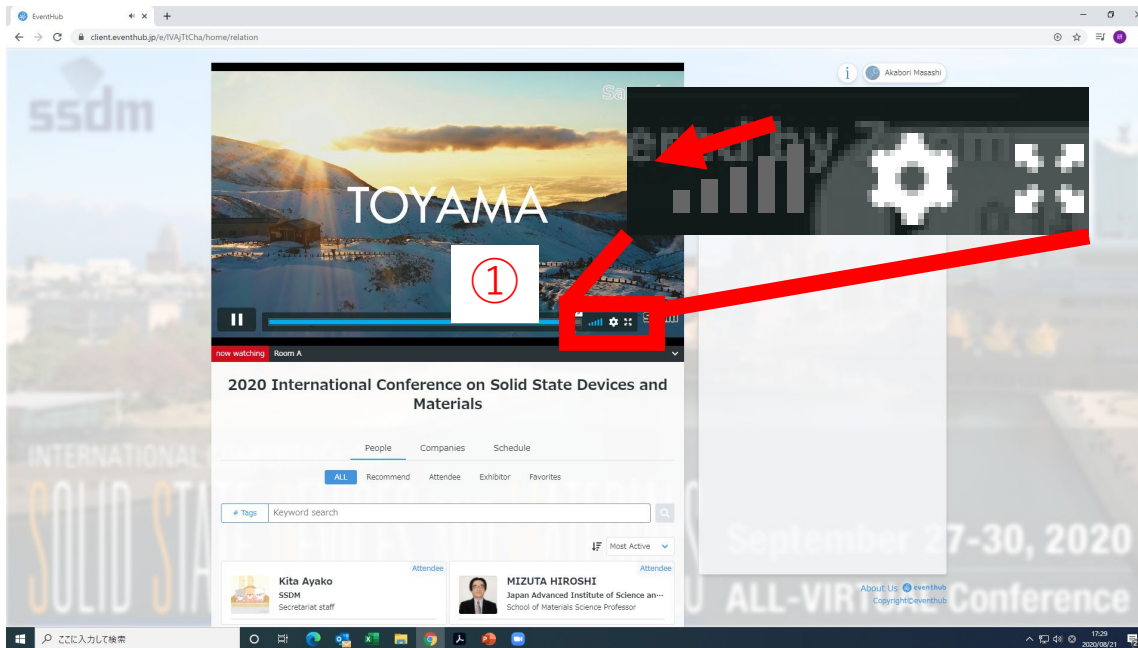 EventHub
client.eventhub.jp/e/IVAjTtCha/home/relation
ssdm
i
Akabori Masashi
TOYAMA
①
now watching
Room A
2020 International Conference on Solid State Devices and
Materials
People
Companies
Schedule
ALL
Recommend
Attendee
Exhibitor
Favorites
# Tags
Keyword search
Most Active
Attendee
Kita Ayako
SSDM
Secretariat staff
Attendee
MIZUTA HIROSHI
Japan Advanced Institute of Science an…
School of Materials Science Professor
INTERNATIONAL
SOLID STATE
September 27-30, 2020
About Us eventhub
Copyright©eventhub
Conference
ここに入力して検索
17:29
2020/08/21